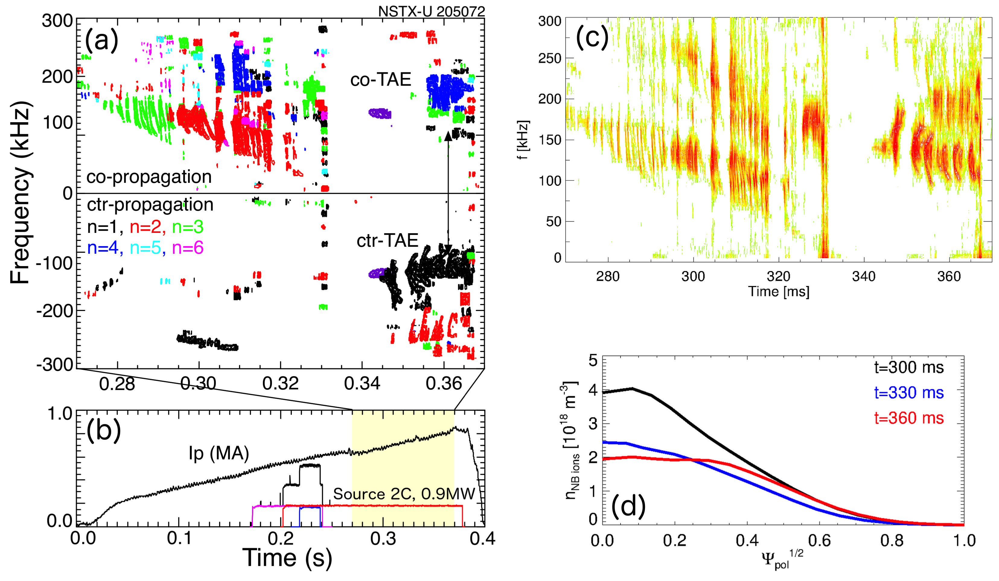 NSTX-U 205072
(a)
Frequency (kHz)
300
200
100
0
-100
-200
-300
co-TAE
co-propagation
ctr-propagation
n=1, n=2, n=3
n=4, n=5, n=6
ctr-TAE
0.28 0.30 0.32 0.34 0.36
(b)
1.0
0.0
Ip (MA)
Source 2C, 0.9MW
0.0 0.1 0.2 0.3 0.4
Time (s)
(c)
f [kHz]
300
250
200
150
100
50
0
280 300 320 340 360
Time [ms]
(d)
n_NB ions [10^18 m^-3]
5
4
3
2
1
0
t=300 ms
t=330 ms
t=360 ms
0.0 0.2 0.4 0.6 0.8 1.0
Ψ_pol^1/2